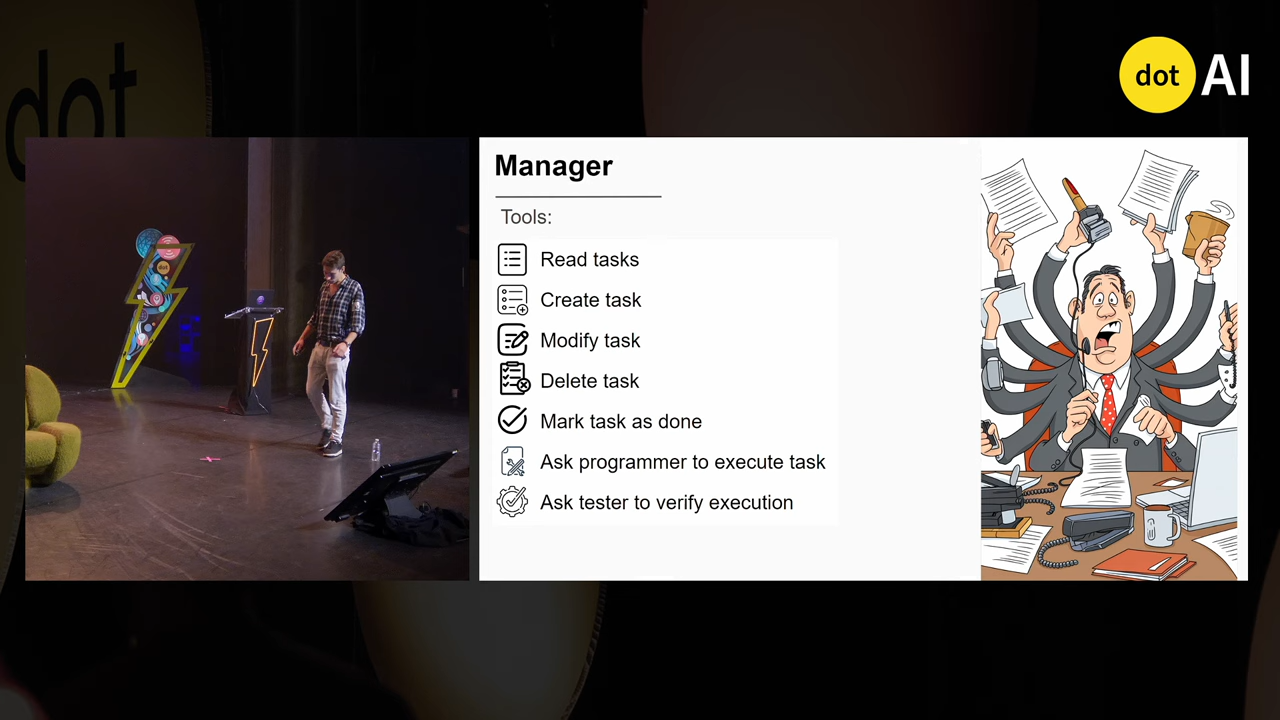 dot
dot AI
Manager
Tools:
Read tasks
Create task
Modify task
Delete task
Mark task as done
Ask programmer to execute task
Ask tester to verify execution